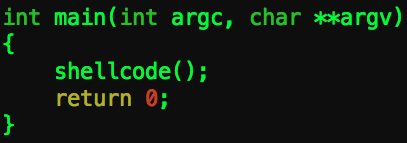 int main(int argc, char **argv)
{
    shellcode();
    return 0;
}